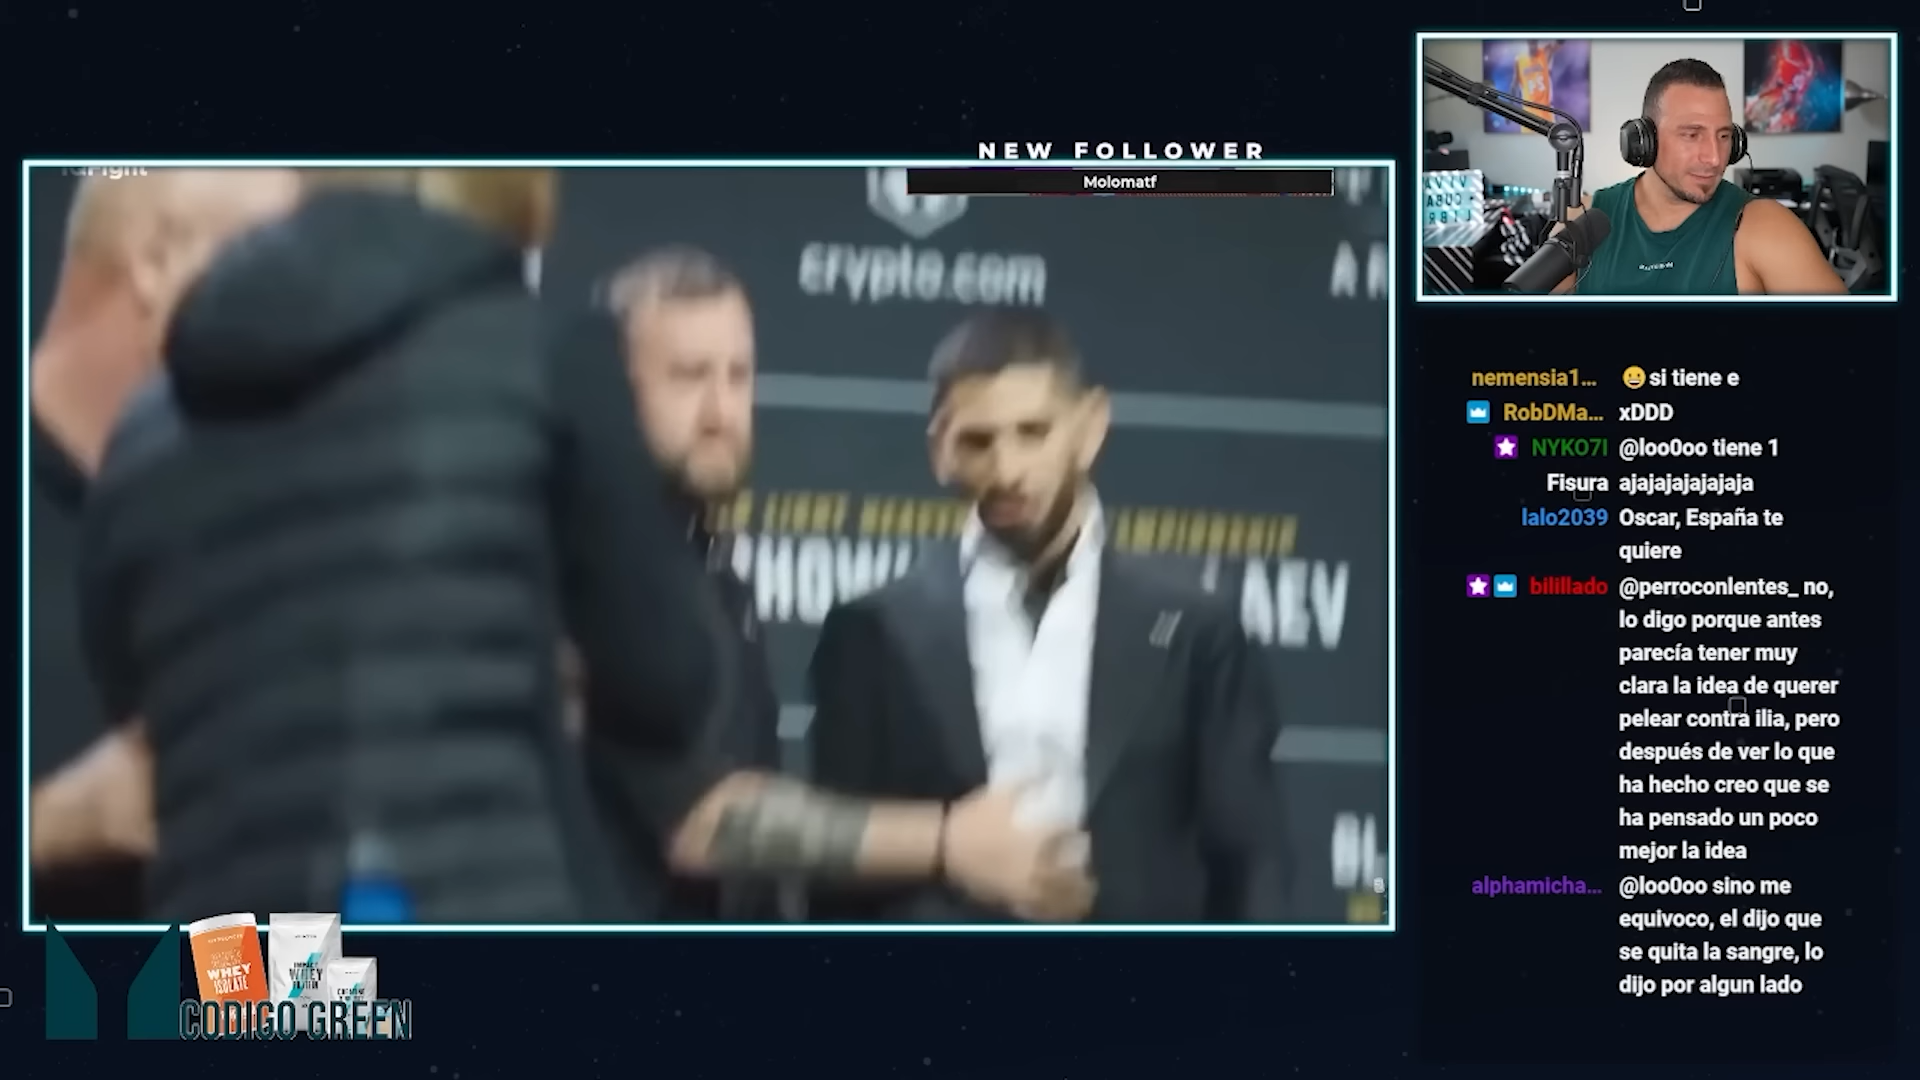 NEW FOLLOWER
Molomatf
crypto.com
CODIGO GREEN
WHEY
ISOLATE
WHEY
nemensia1... 😀si tiene e
RobDMa... xDDD
NYKO7I @loo0oo tiene 1
Fisura ajajajajajajaja
lalo2039 Oscar, España te
quiere
bilillado @perroconlentes_ no,
lo digo porque antes
parecía tener muy
clara la idea de querer
pelear contra ilia, pero
después de ver lo que
ha hecho creo que se
ha pensado un poco
mejor la idea
alphamicha... @loo0oo sino me
equivoco, el dijo que
se quita la sangre, lo
dijo por algun lado